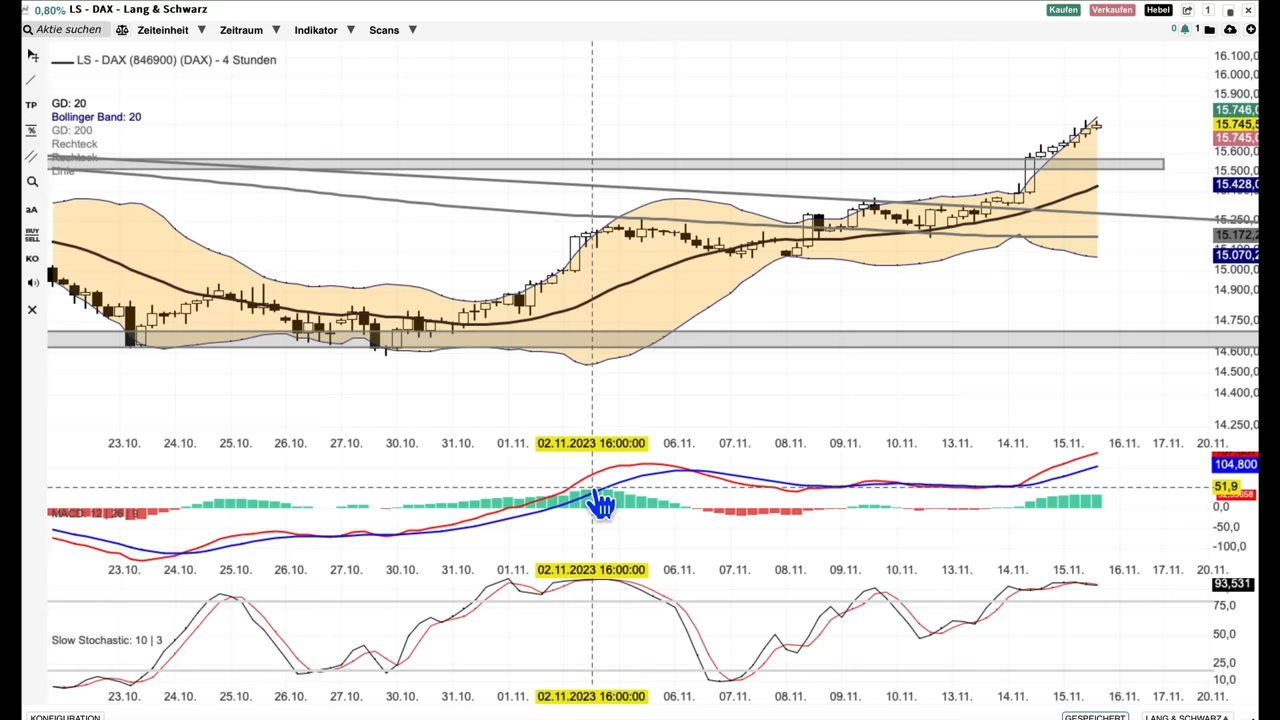 0,80% LS - DAX - Lang & Schwarz Kaufen Verkaufen Hebel 1
Aktie suchen Zeiteinheit Zeitraum Indikator Scans 0 1
LS - DAX (846900) (DAX) - 4 Stunden
GD: 20
Bollinger Band: 20
GD: 200
Rechteck
Rechteck
Linie
TP
%
aA
BUY
SELL
KO
16.100,0
16.000,0
15.900,0
15.746,0
15.745,5
15.745,0
15.600,0
15.500,0
15.428,0
15.250,0
15.172,2
15.070,2
15.000,0
14.900,0
14.750,0
14.600,0
14.500,0
14.400,0
14.250,0
23.10. 24.10. 25.10. 26.10. 27.10. 30.10. 31.10. 01.11. 02.11.2023 16:00:00 06.11. 07.11. 08.11. 09.11. 10.11. 13.11. 14.11. 15.11. 16.11. 17.11. 20.11.
104,800
51,9
0,0
-50,0
-100,0
MACD: 12 | 26 | 9
23.10. 24.10. 25.10. 26.10. 27.10. 30.10. 31.10. 01.11. 02.11.2023 16:00:00 06.11. 07.11. 08.11. 09.11. 10.11. 13.11. 14.11. 15.11. 16.11. 17.11. 20.11.
93,531
75,0
50,0
25,0
10,0
Slow Stochastic: 10 | 3
23.10. 24.10. 25.10. 26.10. 27.10. 30.10. 31.10. 01.11. 02.11.2023 16:00:00 06.11. 07.11. 08.11. 09.11. 10.11. 13.11. 14.11. 15.11. 16.11. 17.11. 20.11.
KONFIGURATION GESPEICHERT LANG & SCHWARZ